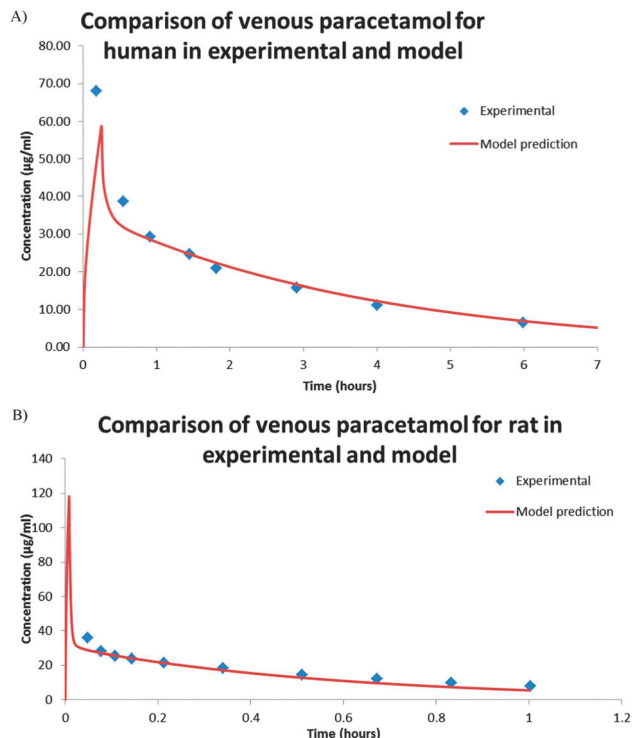 A)
Comparison of venous paracetamol for
human in experimental and model
80.00
70.00
60.00
50.00
40.00
30.00
20.00
10.00
0.00
Concentration (µg/ml)
Experimental
Model prediction
0 1 2 3 4 5 6 7
Time (hours)
B)
Comparison of venous paracetamol for rat in
experimental and model
140
120
100
80
60
40
20
0
Concentration (µg/ml)
Experimental
Model prediction
0 0.2 0.4 0.6 0.8 1 1.2
Time (hours)